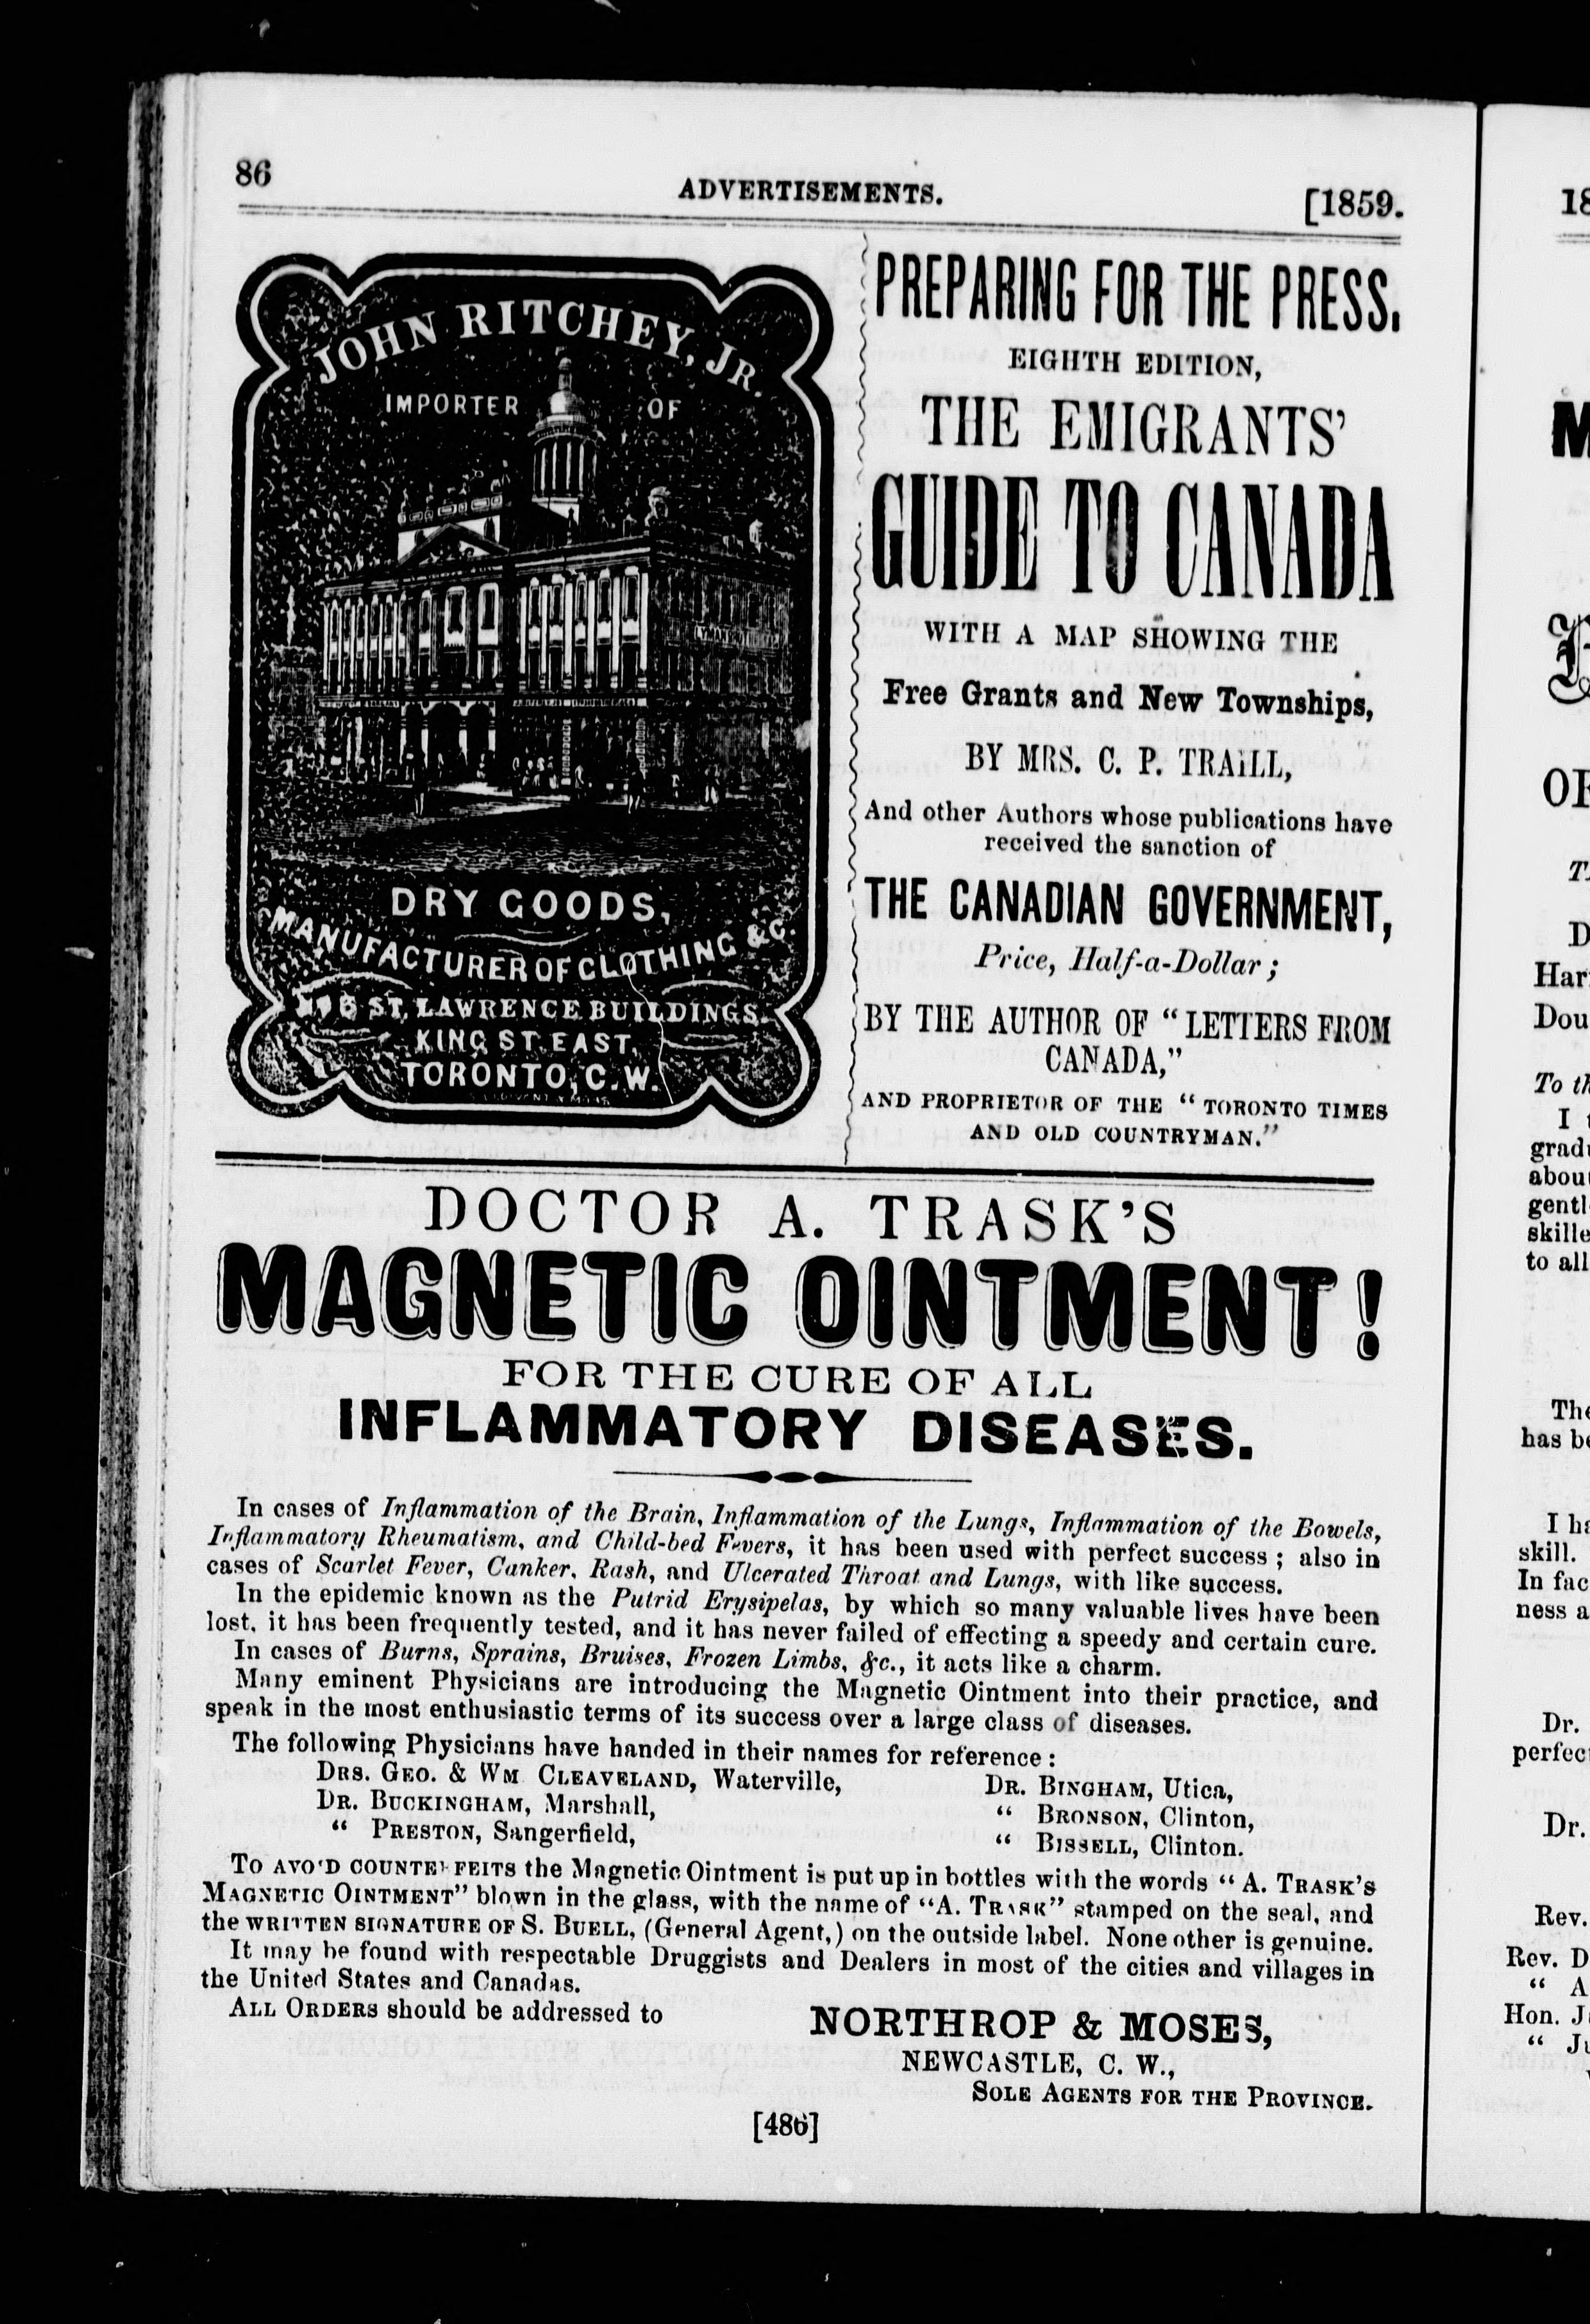 86
ADVERTISEMENTS.
[1859.
JOHN RITCHEY, JR.
IMPORTER OF
DRY GOODS,
MANUFACTURER OF CLOTHING &C.
ST. LAWRENCE BUILDINGS.
KING ST. EAST,
TORONTO, C.W.
PREPARING FOR THE PRESS.
EIGHTH EDITION,
THE EMIGRANTS'
GUIDE TO CANADA
WITH A MAP SHOWING THE
Free Grants and New Townships,
BY MRS. C. P. TRAILL,
And other Authors whose publications have
received the sanction of
THE CANADIAN GOVERNMENT,
Price, Half-a-Dollar;
BY THE AUTHOR OF "LETTERS FROM
CANADA,"
AND PROPRIETOR OF THE "TORONTO TIMES
AND OLD COUNTRYMAN."
DOCTOR A. TRASK'S
MAGNETIC OINTMENT!
FOR THE CURE OF ALL
INFLAMMATORY DISEASES.
In cases of Inflammation of the Brain, Inflammation of the Lungs, Inflammation of the Bowels,
Inflammatory Rheumatism, and Child-bed Fevers, it has been used with perfect success; also in
cases of Scarlet Fever, Canker, Rash, and Ulcerated Throat and Lungs, with like success.
In the epidemic known as the Putrid Erysipelas, by which so many valuable lives have been
lost, it has been frequently tested, and it has never failed of effecting a speedy and certain cure.
In cases of Burns, Sprains, Bruises, Frozen Limbs, &c., it acts like a charm.
Many eminent Physicians are introducing the Magnetic Ointment into their practice, and
speak in the most enthusiastic terms of its success over a large class of diseases.
The following Physicians have handed in their names for reference:
DRS. GEO. & WM CLEAVELAND, Waterville,
DR. BUCKINGHAM, Marshall,
" PRESTON, Sangerfield,
DR. BINGHAM, Utica,
" BRONSON, Clinton,
" BISSELL, Clinton.
TO AVOID COUNTERFEITS the Magnetic Ointment is put up in bottles with the words "A. TRASK'S
MAGNETIC OINTMENT" blown in the glass, with the name of "A. TRASK" stamped on the seal, and
the WRITTEN SIGNATURE OF S. BUELL, (General Agent,) on the outside label. None other is genuine.
It may be found with respectable Druggists and Dealers in most of the cities and villages in
the United States and Canadas.
ALL ORDERS should be addressed to
NORTHROP & MOSES,
NEWCASTLE, C. W.,
SOLE AGENTS FOR THE PROVINCE.
[486]